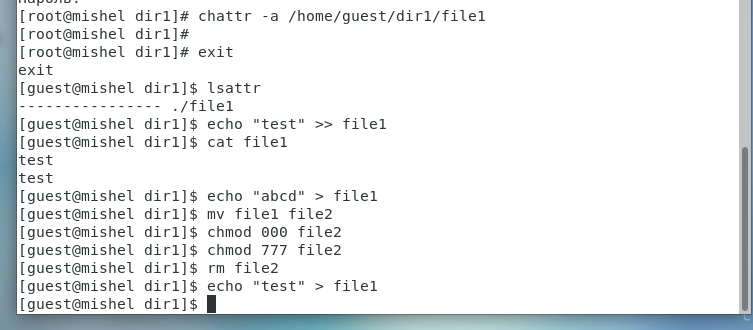 [root@mishel dir1]# chattr -a /home/guest/dir1/file1
[root@mishel dir1]#
[root@mishel dir1]# exit
exit
[guest@mishel dir1]$ lsattr
---------------- ./file1
[guest@mishel dir1]$ echo "test" >> file1
[guest@mishel dir1]$ cat file1
test
test
[guest@mishel dir1]$ echo "abcd" > file1
[guest@mishel dir1]$ mv file1 file2
[guest@mishel dir1]$ chmod 000 file2
[guest@mishel dir1]$ chmod 777 file2
[guest@mishel dir1]$ rm file2
[guest@mishel dir1]$ echo "test" > file1
[guest@mishel dir1]$